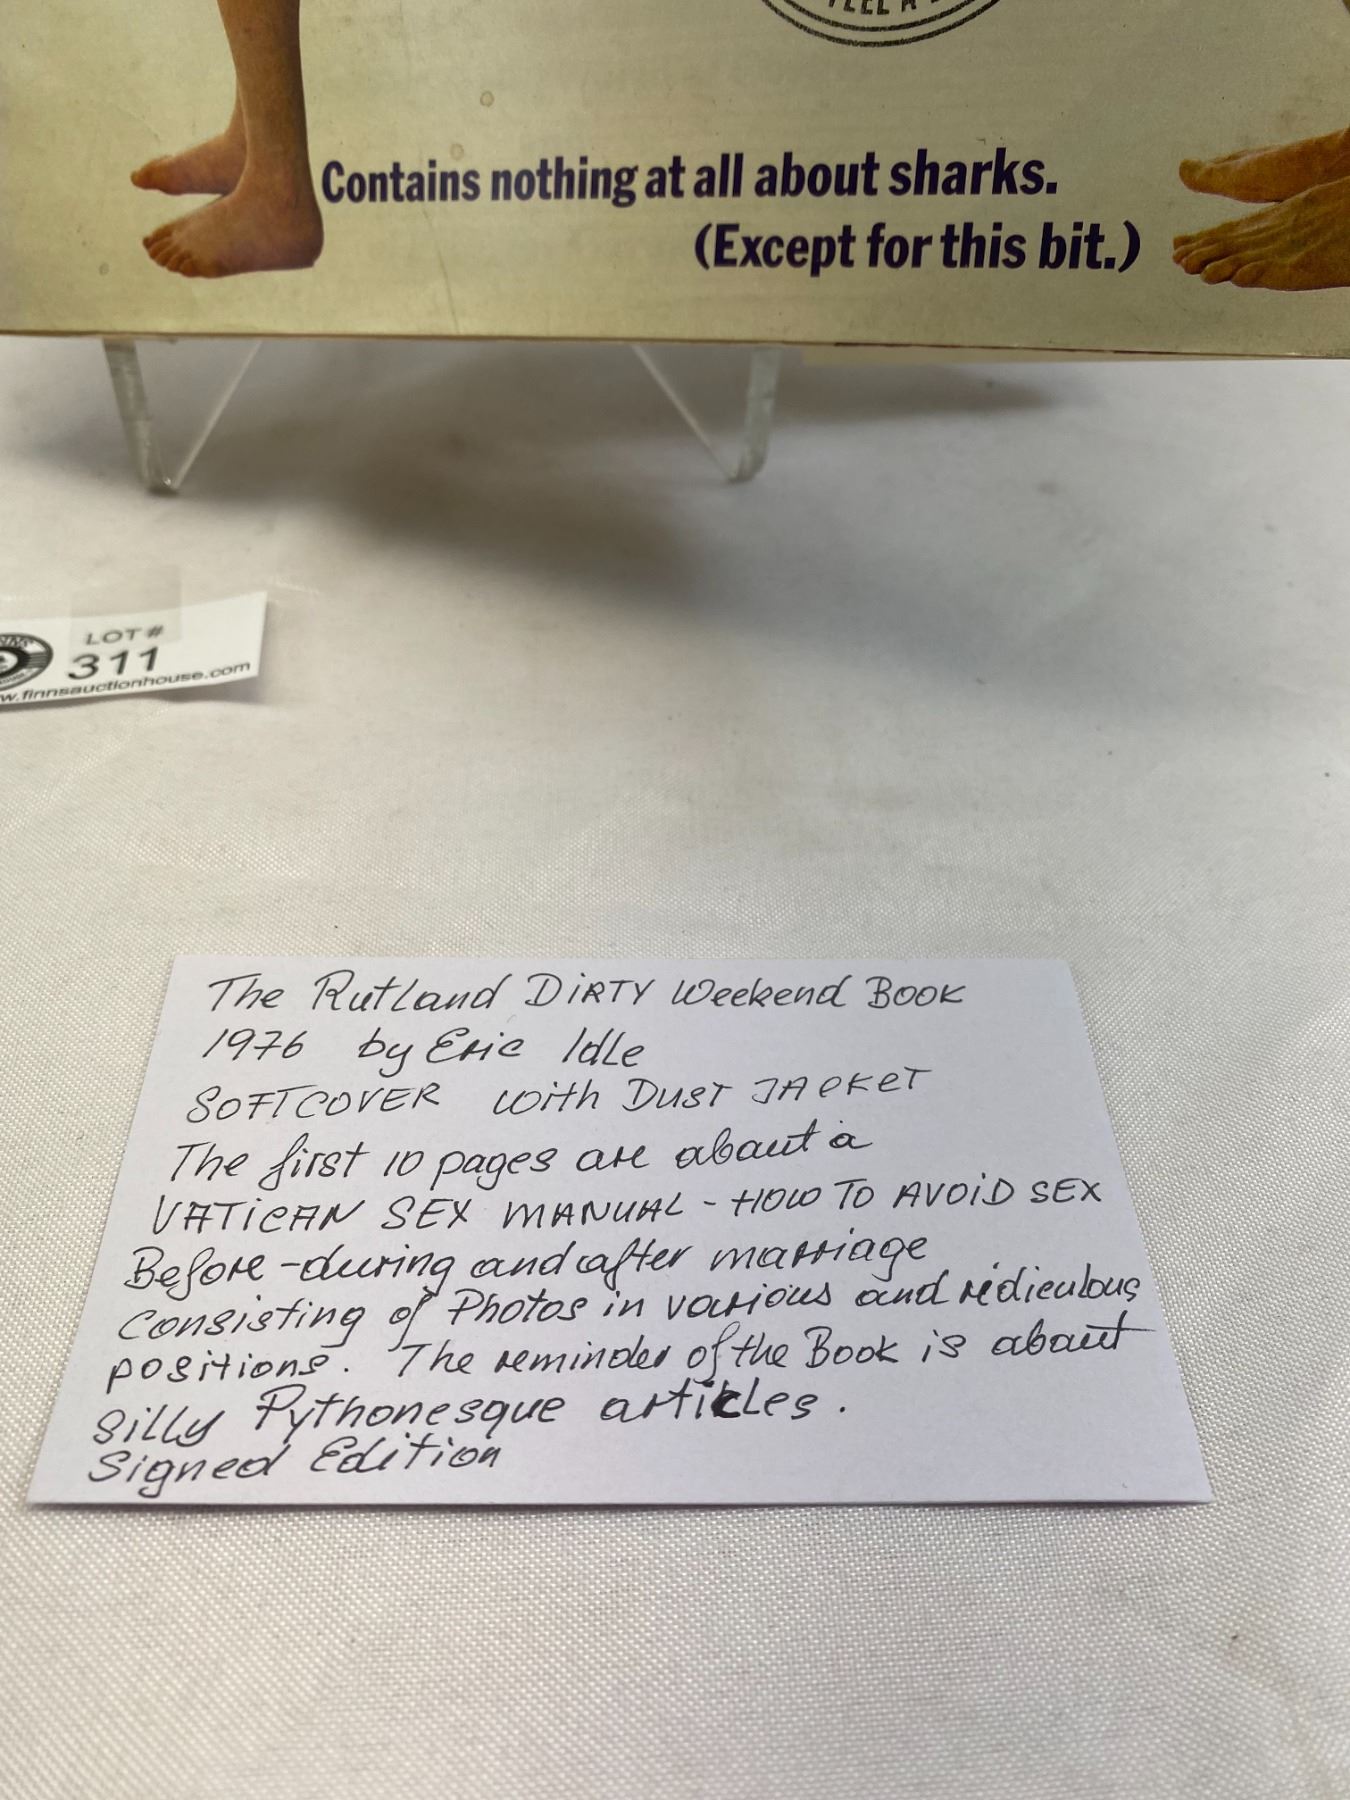 FEEL A
Contains nothing at all about sharks.
(Except for this bit.)
LOT #
311
w.finnsauctionhouse.com
The Rutland DIRTY Weekend BOOK
1976 by Eric Idle
SOFTCOVER with DUST JACKET
The first 10 pages are about a
VATICAN SEX MANUAL - HOW TO AVOID SEX
Before - during and after marriage
consisting of Photos in various and ridiculous
positions. The reminder of the Book is about
silly Pythonesque articles.
Signed Edition